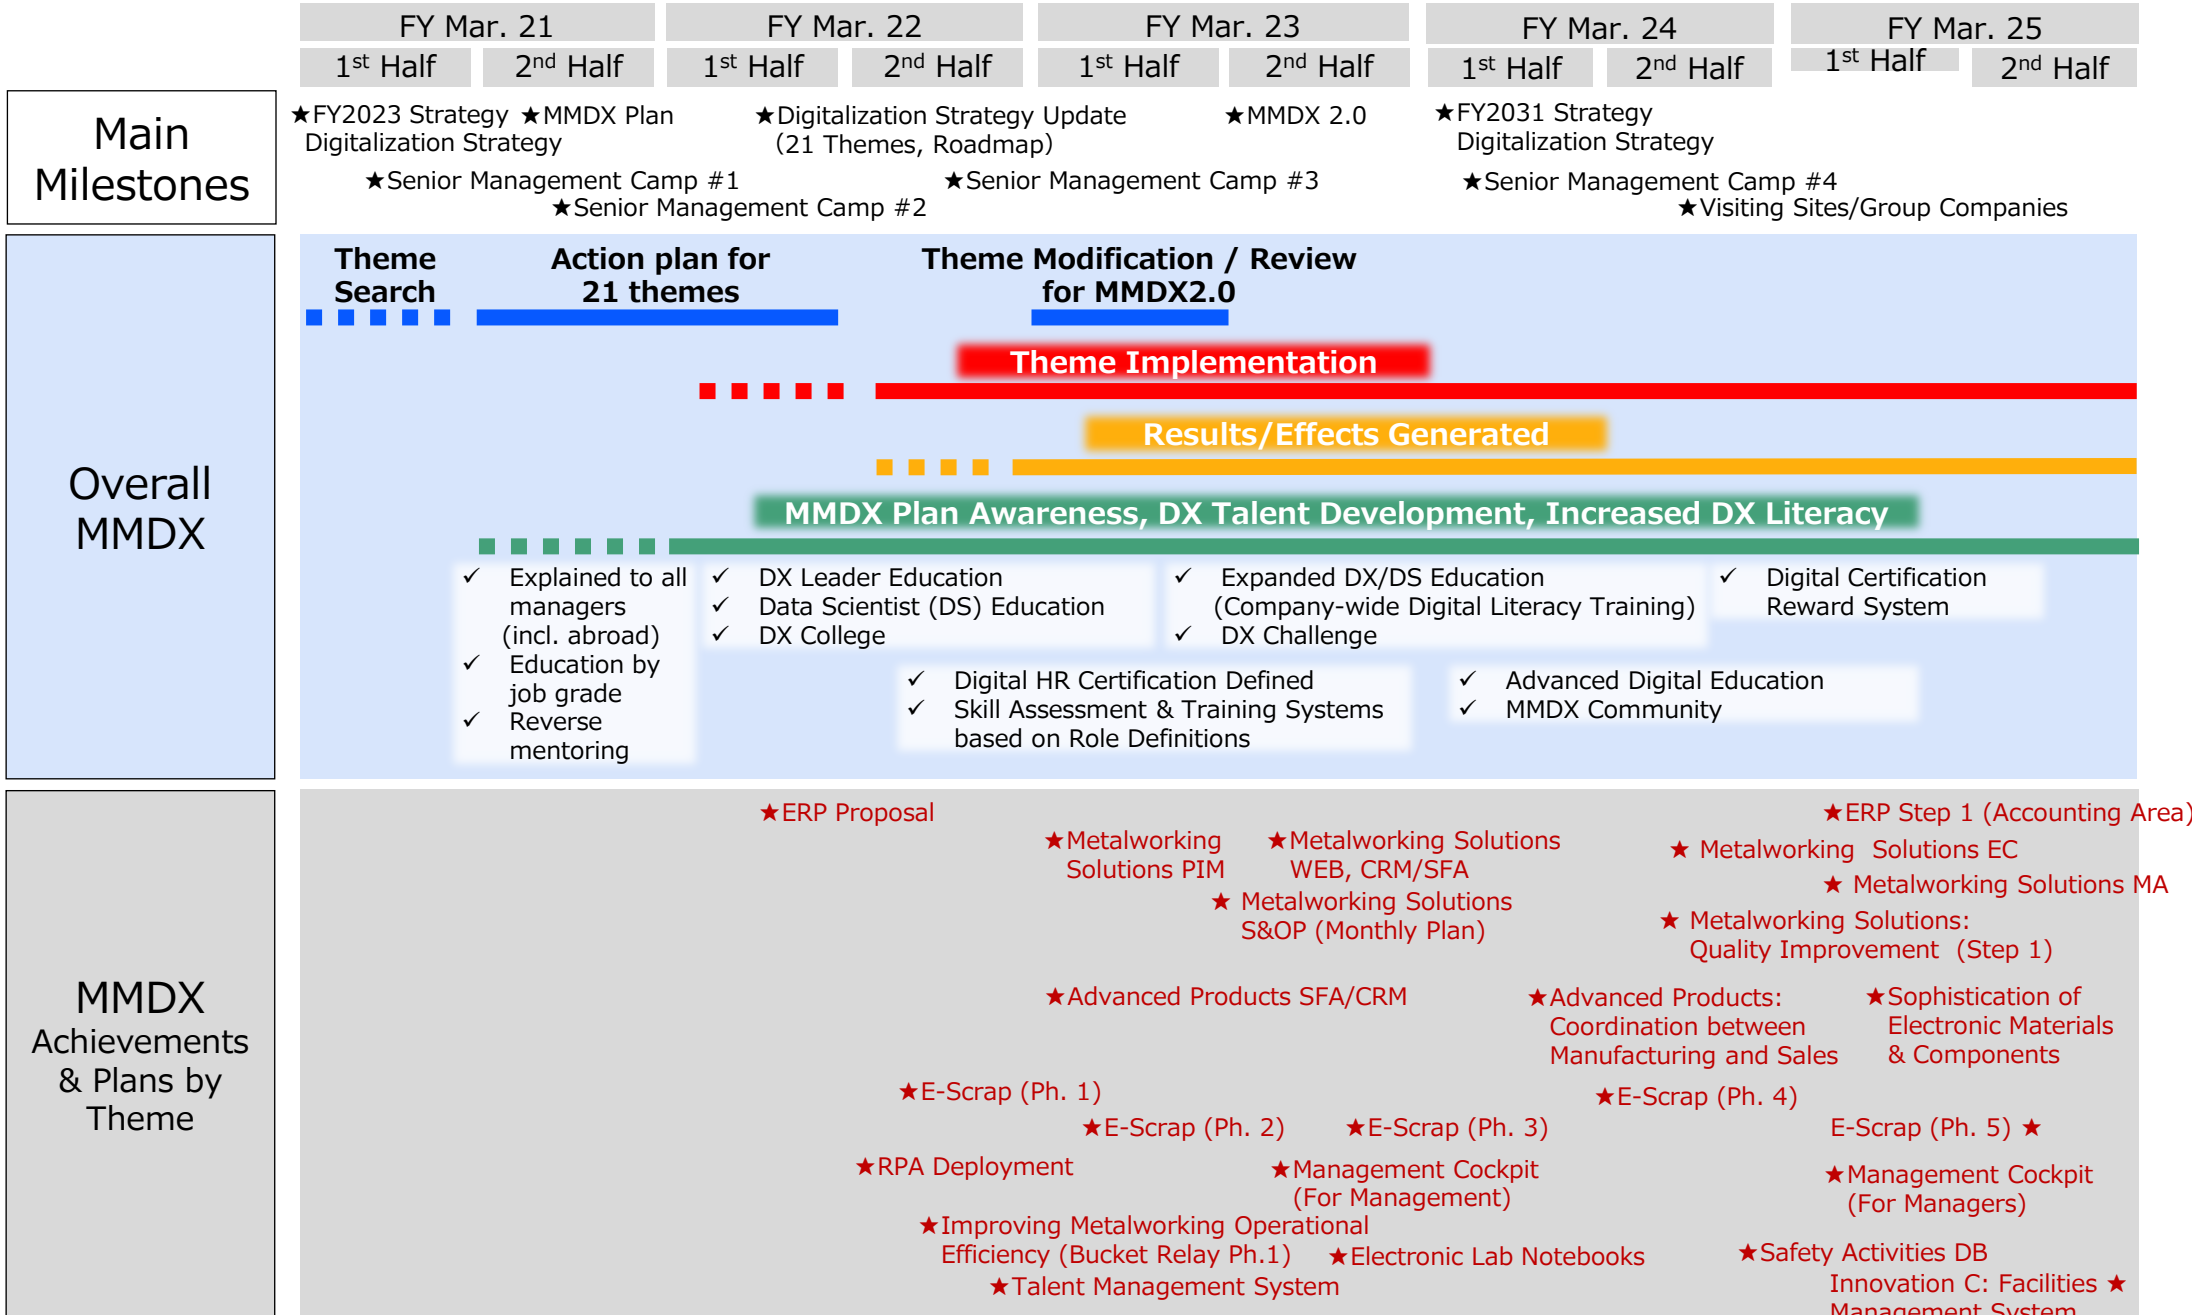 FY Mar. 21
FY Mar. 22
FY Mar. 23
FY Mar. 24
FY Mar. 25
1st Half
2nd Half
1st Half
2nd Half
1st Half
2nd Half
1st Half
2nd Half
1st Half
2nd Half
Main
Milestones
★FY2023 Strategy
Digitalization Strategy
★MMDX Plan
★Digitalization Strategy Update
(21 Themes, Roadmap)
★MMDX 2.0
★FY2031 Strategy
Digitalization Strategy
★Senior Management Camp #1
★Senior Management Camp #2
★Senior Management Camp #3
★Senior Management Camp #4
★Visiting Sites/Group Companies
Overall
MMDX
Theme
Search
Action plan for
21 themes
Theme Modification / Review
for MMDX2.0
Theme Implementation
Results/Effects Generated
MMDX Plan Awareness, DX Talent Development, Increased DX Literacy
✓ Explained to all
managers
(incl. abroad)
✓ Education by
job grade
✓ Reverse
mentoring
✓ DX Leader Education
✓ Data Scientist (DS) Education
✓ DX College
✓ Expanded DX/DS Education
(Company-wide Digital Literacy Training)
✓ DX Challenge
✓ Digital Certification
Reward System
✓ Digital HR Certification Defined
✓ Skill Assessment & Training Systems
based on Role Definitions
✓ Advanced Digital Education
✓ MMDX Community
MMDX
Achievements
& Plans by
Theme
★ERP Proposal
★ERP Step 1 (Accounting Area)
★Metalworking
Solutions PIM
★Metalworking Solutions
WEB, CRM/SFA
★ Metalworking Solutions EC
★ Metalworking Solutions MA
★ Metalworking Solutions
S&OP (Monthly Plan)
★ Metalworking Solutions:
Quality Improvement (Step 1)
★Advanced Products SFA/CRM
★Advanced Products:
Coordination between
Manufacturing and Sales
★Sophistication of
Electronic Materials
& Components
★E-Scrap (Ph. 1)
★E-Scrap (Ph. 4)
★E-Scrap (Ph. 2)
★E-Scrap (Ph. 3)
E-Scrap (Ph. 5) ★
★RPA Deployment
★Management Cockpit
(For Management)
★Management Cockpit
(For Managers)
★Improving Metalworking Operational
Efficiency (Bucket Relay Ph.1)
★Electronic Lab Notebooks
★Safety Activities DB
★Talent Management System
Innovation C: Facilities ★
Management System